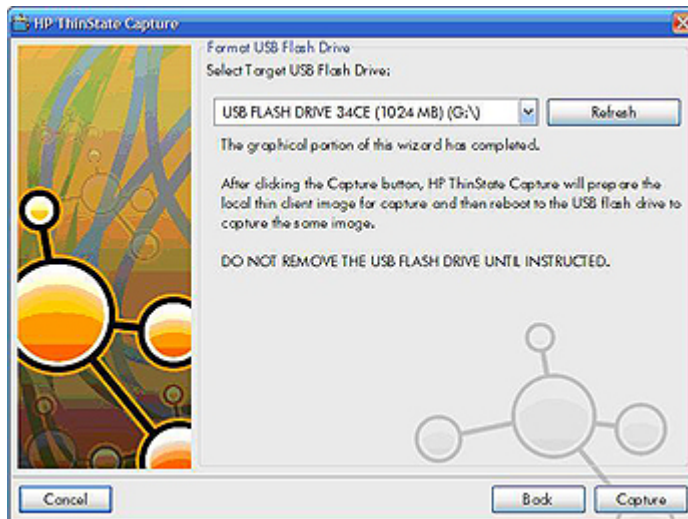 HP ThinState Capture
Format USB Flash Drive
Select Target USB Flash Drive:
USB FLASH DRIVE 34CE (1024 MB) (G:\)
Refresh
The graphical portion of this wizard has completed.
After clicking the Capture button, HP ThinState Capture will prepare the
local thin client image for capture and then reboot to the USB flash drive to
capture the same image.
DO NOT REMOVE THE USB FLASH DRIVE UNTIL INSTRUCTED.
Cancel
Back
Capture